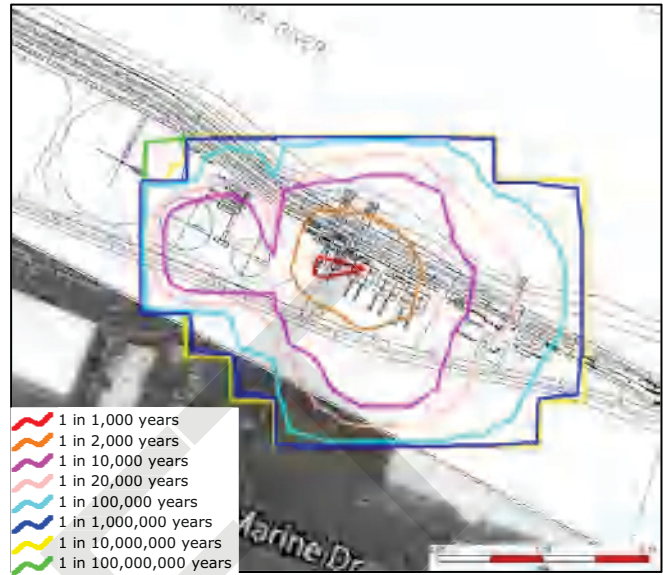 RIVER
1 in 1,000 years
1 in 2,000 years
1 in 10,000 years
1 in 20,000 years
1 in 100,000 years
1 in 1,000,000 years
1 in 10,000,000 years
1 in 100,000,000 years
Marine Dr